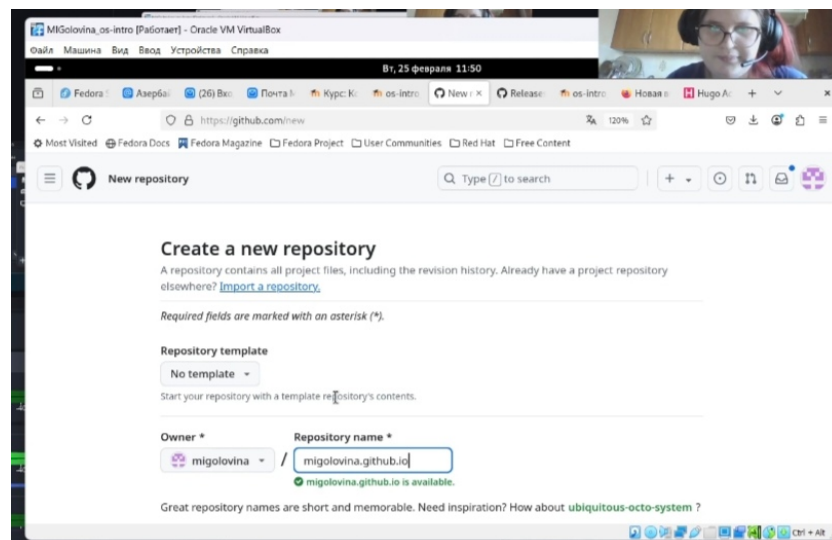 MIGolovina_os-intro [Работает] - Oracle VM VirtualBox
Файл Машина Вид Ввод Устройства Справка
Вт, 25 февраля 11:50
Fedora Азербай (26) Вхо Почта М Курс: К os-intro New r Release os-intro Новая в Hugo Ac
https://github.com/new 120%
Most Visited Fedora Docs Fedora Magazine Fedora Project User Communities Red Hat Free Content
New repository Type / to search
Create a new repository
A repository contains all project files, including the revision history. Already have a project repository
elsewhere? Import a repository.
Required fields are marked with an asterisk (*).
Repository template
No template
Start your repository with a template repository's contents.
Owner * Repository name *
migolovina / migolovina.github.io
migolovina.github.io is available.
Great repository names are short and memorable. Need inspiration? How about ubiquitous-octo-system ?
Ctrl + Alt